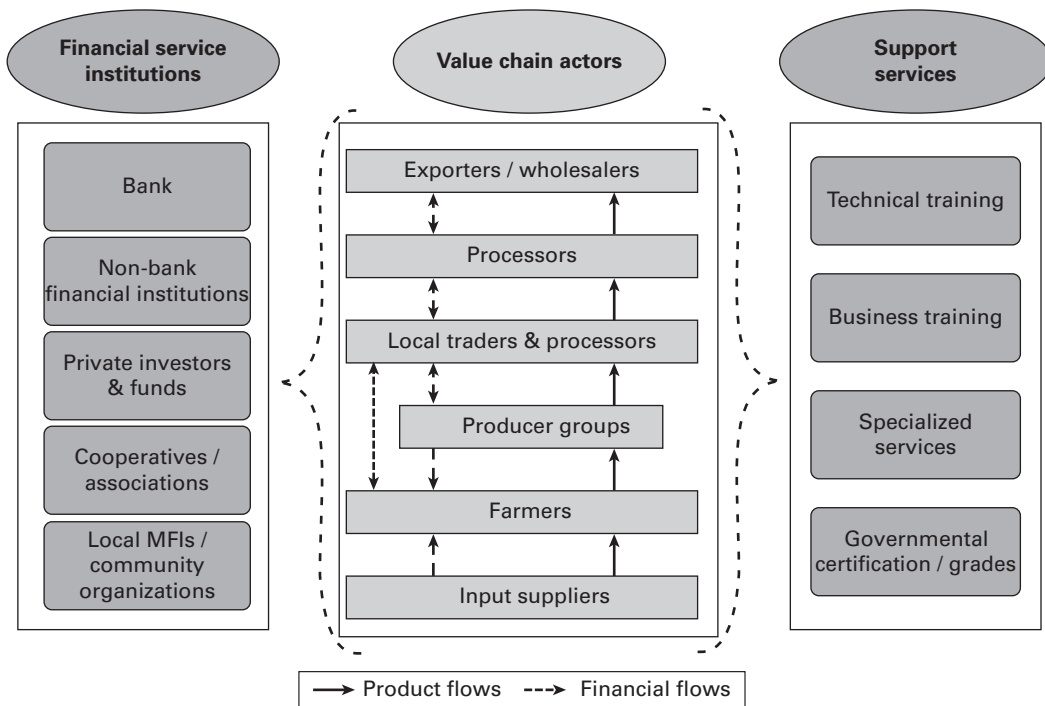 Financial service
institutions
Value chain actors
Support
services
Bank
Non-bank
financial institutions
Private investors
& funds
Cooperatives /
associations
Local MFIs /
community
organizations
Exporters / wholesalers
Processors
Local traders & processors
Producer groups
Farmers
Input suppliers
Technical training
Business training
Specialized
services
Governmental
certification / grades
Product flows
Financial flows